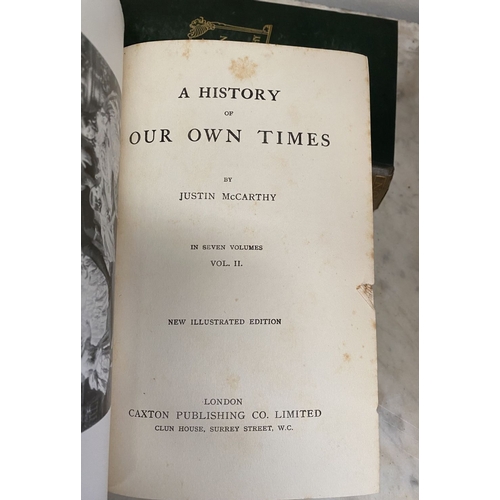 A HISTORY
OF
OUR OWN TIMES
BY
JUSTIN McCARTHY
IN SEVEN VOLUMES
VOL. II.
NEW ILLUSTRATED EDITION
LONDON
CAXTON PUBLISHING CO. LIMITED
CLUN HOUSE, SURREY STREET, W.C.